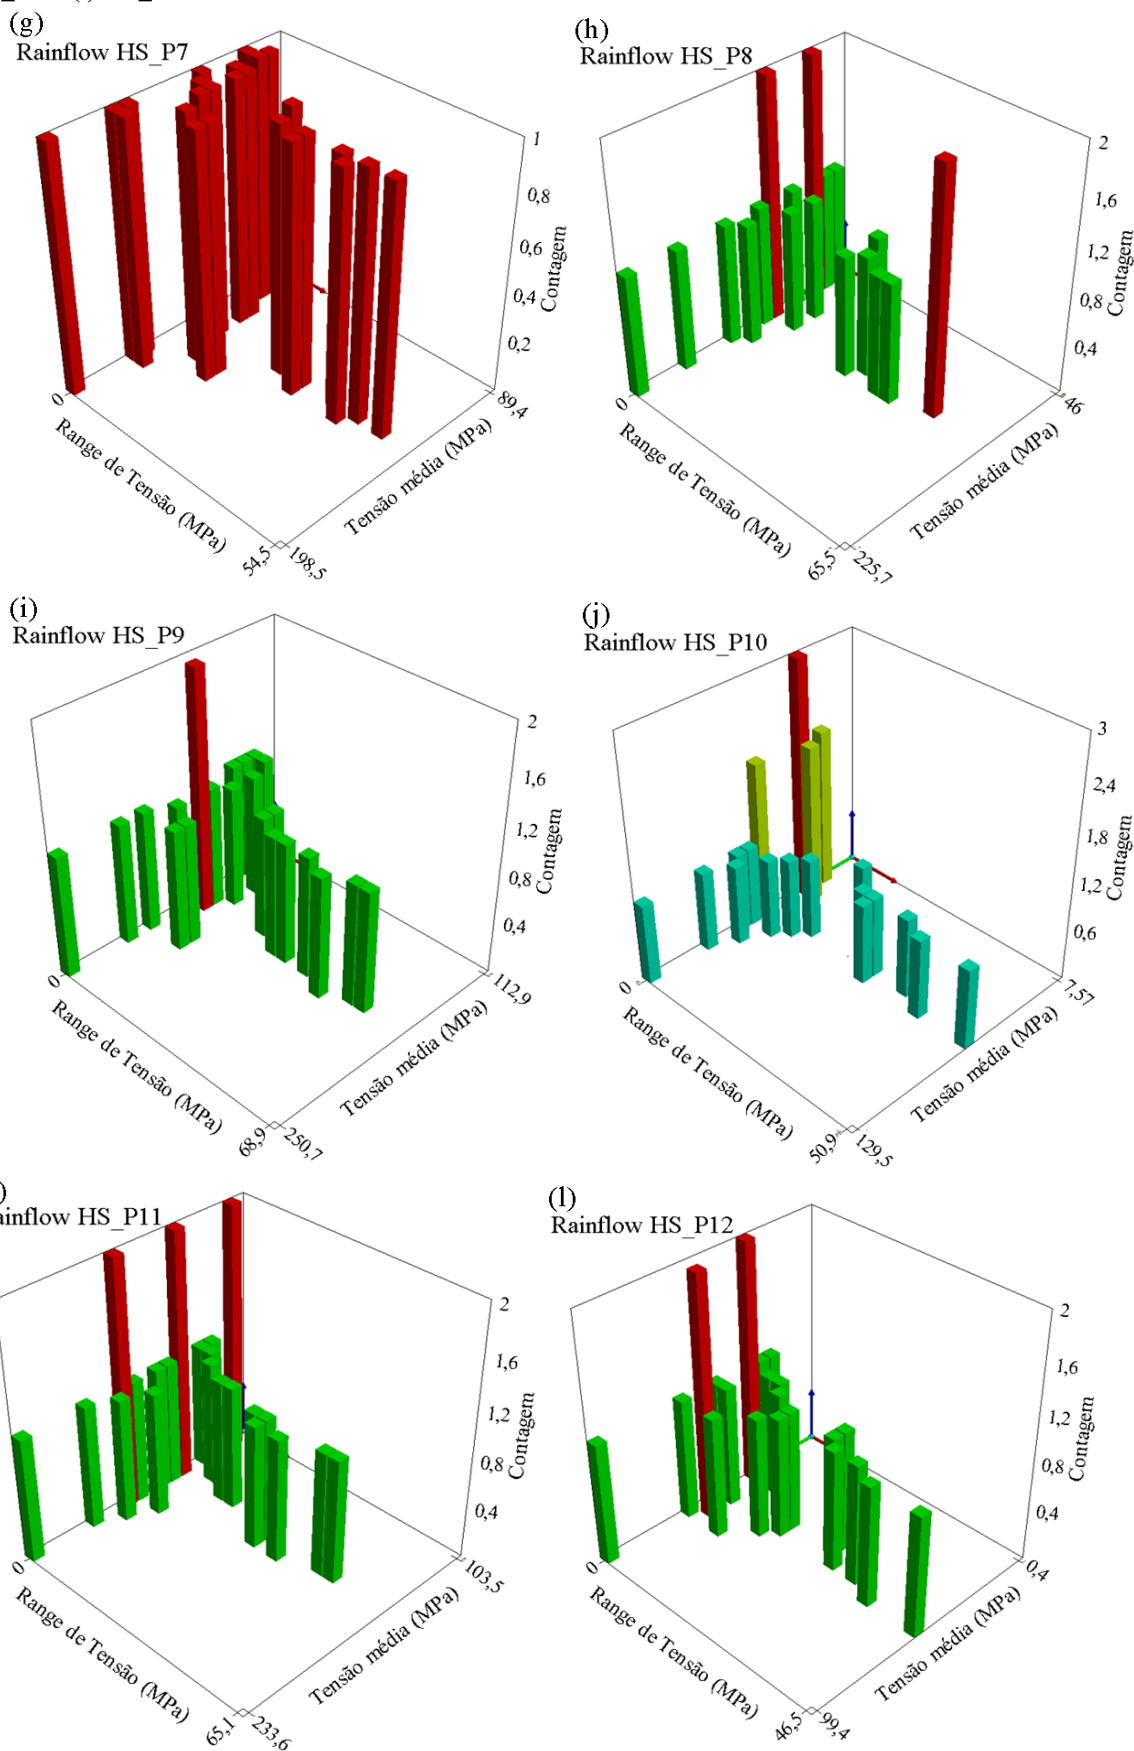 (g)
Rainflow HS_P7
1
0,8
0,6
0,4
0,2
Contagem
0
89,4
Range de Tensão (MPa)
Tensão média (MPa)
54,5
198,5
(h)
Rainflow HS_P8
2
1,6
1,2
0,8
0,4
Contagem
0
46
Range de Tensão (MPa)
Tensão média (MPa)
65,5
225,7
(i)
Rainflow HS_P9
2
1,6
1,2
0,8
0,4
Contagem
0
112,9
Range de Tensão (MPa)
Tensão média (MPa)
68,9
250,7
(j)
Rainflow HS_P10
3
2,4
1,8
1,2
0,6
Contagem
0
7,57
Range de Tensão (MPa)
Tensão média (MPa)
50,9
129,5
)
ainflow HS_P11
2
1,6
1,2
0,8
0,4
Contagem
0
103,5
Range de Tensão (MPa)
Tensão média (MPa)
65,1
233,6
(l)
Rainflow HS_P12
2
1,6
1,2
0,8
0,4
Contagem
0
0,4
Range de Tensão (MPa)
Tensão média (MPa)
46,5
99,4